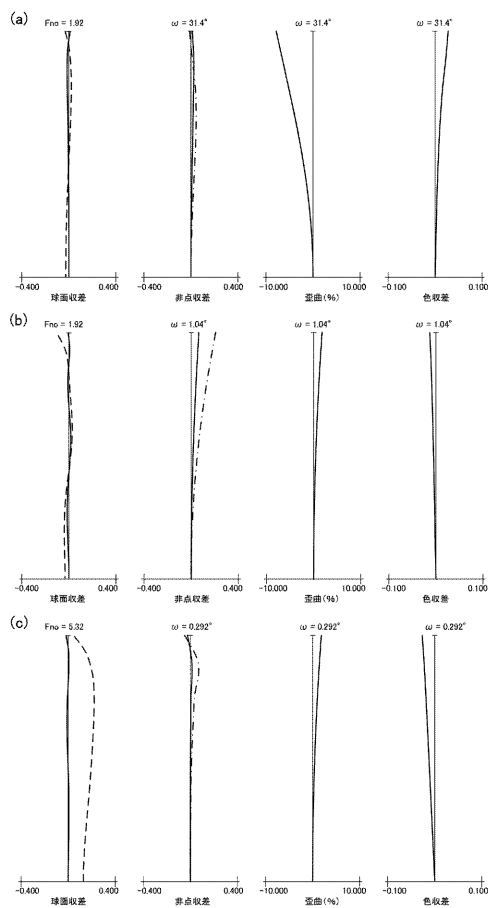 (a)
Fno = 1.92 ω = 31.4° ω = 31.4° ω = 31.4°
-0.400 0.400 -0.400 0.400 -10.000 10.000 -0.100 0.100
球面収差 非点収差 歪曲(%) 色収差
(b)
Fno = 1.92 ω = 1.04° ω = 1.04° ω = 1.04°
-0.400 0.400 -0.400 0.400 -10.000 10.000 -0.100 0.100
球面収差 非点収差 歪曲(%) 色収差
(c)
Fno = 5.32 ω = 0.292° ω = 0.292° ω = 0.292°
-0.400 0.400 -0.400 0.400 -10.000 10.000 -0.100 0.100
球面収差 非点収差 歪曲(%) 色収差